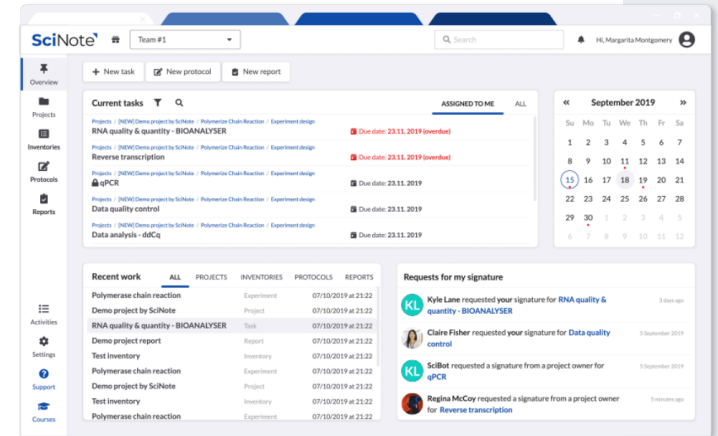 SciNote
Team #1
Search
Hi, Margarita Montgomery
Overview
Projects
Inventories
Protocols
Reports
Activities
Settings
Support
Courses
+ New task
New protocol
New report
Current tasks
ASSIGNED TO ME
ALL
Projects / [NEW] Demo project by SciNote / Polymerize Chain Reaction / Experiment design
RNA quality & quantity - BIOANALYSER
Due date: 23.11. 2019 (overdue)
Projects / [NEW] Demo project by SciNote / Polymerize Chain Reaction / Experiment design
Reverse transcription
Due date: 23.11. 2019 (overdue)
Projects / [NEW] Demo project by SciNote / Polymerize Chain Reaction / Experiment design
qPCR
Due date: 23.11. 2019
Projects / [NEW] Demo project by SciNote / Polymerize Chain Reaction / Experiment design
Data quality control
Due date: 23.11. 2019
Projects / [NEW] Demo project by SciNote / Polymerize Chain Reaction / Experiment design
Data analysis - ddCq
Due date: 23.11. 2019
« September 2019 »
Su Mo Tu We Th Fr Sa
1 2 3 4 5 6 7
8 9 10 11 12 13 14
15 16 17 18 19 20 21
22 23 24 25 26 27 28
29 30 1 2 3 4 5
6 7 8 9 10 11 12
Recent work
ALL PROJECTS INVENTORIES PROTOCOLS REPORTS
Polymerase chain reaction Experiment 07/10/2019 at 21:22
Demo project by SciNote Project 07/10/2019 at 21:22
RNA quality & quantity - BIOANALYSER Task 07/10/2019 at 21:22
Demo project report Report 07/10/2019 at 21:22
Test inventory Inventory 07/10/2019 at 21:22
Polymerase chain reaction Experiment 07/10/2019 at 21:22
Demo project by SciNote Project 07/10/2019 at 21:22
Test inventory Inventory 07/10/2019 at 21:22
Polymerase chain reaction Experiment 07/10/2019 at 21:22
Requests for my signature
KL
Kyle Lane requested your signature for RNA quality &
quantity - BIOANALYSER
3 days ago
Claire Fisher requested your signature for Data quality
control
5 September 2019
KL
SciBot requested a signature from a project owner for
qPCR
5 September 2019
Regina McCoy requested a signature from a project owner
for Reverse transcription
5 minutes ago